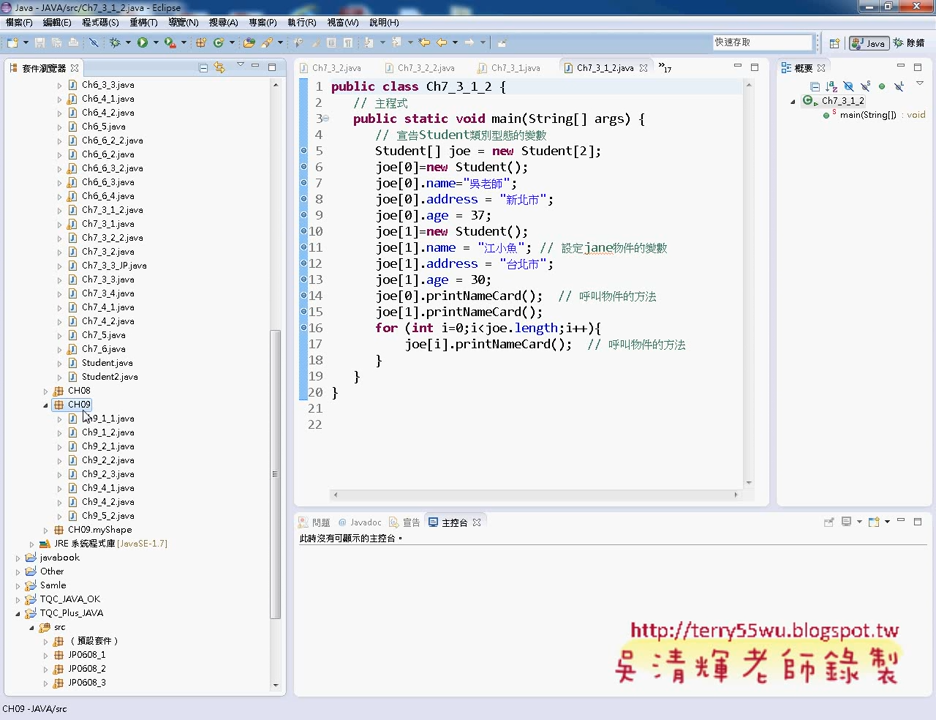 Java - JAVA/src/Ch7_3_1_2.java - Eclipse
檔案(F) 編輯(E) 程式碼(S) 重構(T) 導覽(N) 搜尋(A) 專案(P) 執行(R) 視窗(W) 說明(H)
快速存取
Java
除錯
套件瀏覽器
Ch6_3_3.java
Ch6_4_1.java
Ch6_4_2.java
Ch6_5.java
Ch6_6_2_2.java
Ch6_6_2.java
Ch6_6_3_2.java
Ch6_6_3.java
Ch6_6_4.java
Ch7_3_1_2.java
Ch7_3_1.java
Ch7_3_2_2.java
Ch7_3_2.java
Ch7_3_3_JP.java
Ch7_3_3.java
Ch7_3_4.java
Ch7_4_1.java
Ch7_4_2.java
Ch7_5.java
Ch7_6.java
Student.java
Student2.java
CH08
CH09
Ch9_1_1.java
Ch9_1_2.java
Ch9_2_1.java
Ch9_2_2.java
Ch9_2_3.java
Ch9_4_1.java
Ch9_4_2.java
Ch9_5_2.java
CH09.myShape
JRE 系統程式庫 [JavaSE-1.7]
javabook
Other
Samle
TQC_JAVA_OK
TQC_Plus_JAVA
src
（預設套件）
JP0608_1
JP0608_2
JP0608_3
Ch7_3_2.java Ch7_3_2_2.java Ch7_3_1.java Ch7_3_1_2.java »17
1 public class Ch7_3_1_2 {
2 // 主程式
3 public static void main(String[] args) {
4 // 宣告Student類別型態的變數
5 Student[] joe = new Student[2];
6 joe[0]=new Student();
7 joe[0].name="吳老師";
8 joe[0].address = "新北市";
9 joe[0].age = 37;
10 joe[1]=new Student();
11 joe[1].name = "江小魚"; // 設定jane物件的變數
12 joe[1].address = "台北市";
13 joe[1].age = 30;
14 joe[0].printNameCard(); // 呼叫物件的方法
15 joe[1].printNameCard();
16 for (int i=0;i<joe.length;i++){
17 joe[i].printNameCard(); // 呼叫物件的方法
18 }
19 }
20 }
21
22
概要
Ch7_3_1_2
main(String[]) : void
問題 @ Javadoc 宣告 主控台
此時沒有可顯示的主控台。
http://terry55wu.blogspot.tw
吳清輝老師錄製
CH09 - JAVA/src